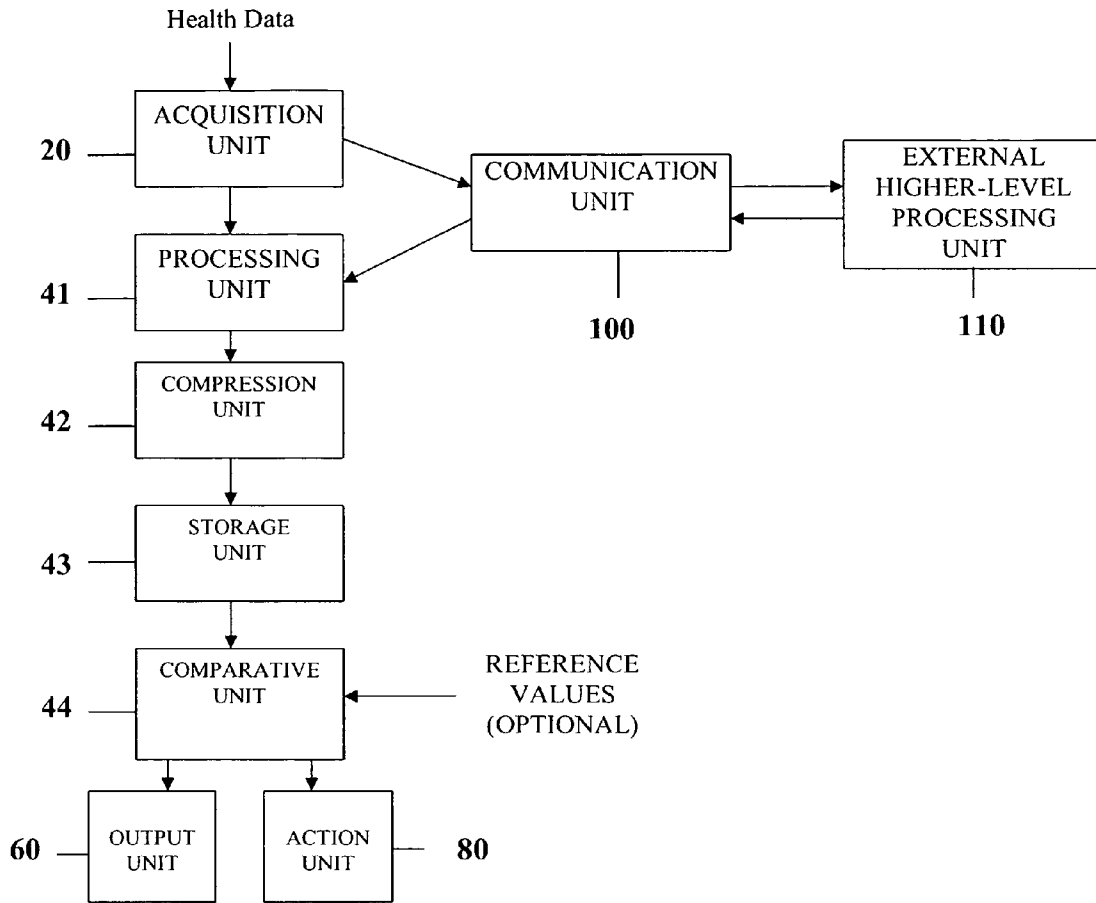 Health Data
ACQUISITION
UNIT
20
COMMUNICATION
UNIT
EXTERNAL
HIGHER-LEVEL
PROCESSING
UNIT
PROCESSING
UNIT
41
100
110
COMPRESSION
UNIT
42
STORAGE
UNIT
43
COMPARATIVE
UNIT
44
REFERENCE
VALUES
(OPTIONAL)
60
OUTPUT
UNIT
ACTION
UNIT
80